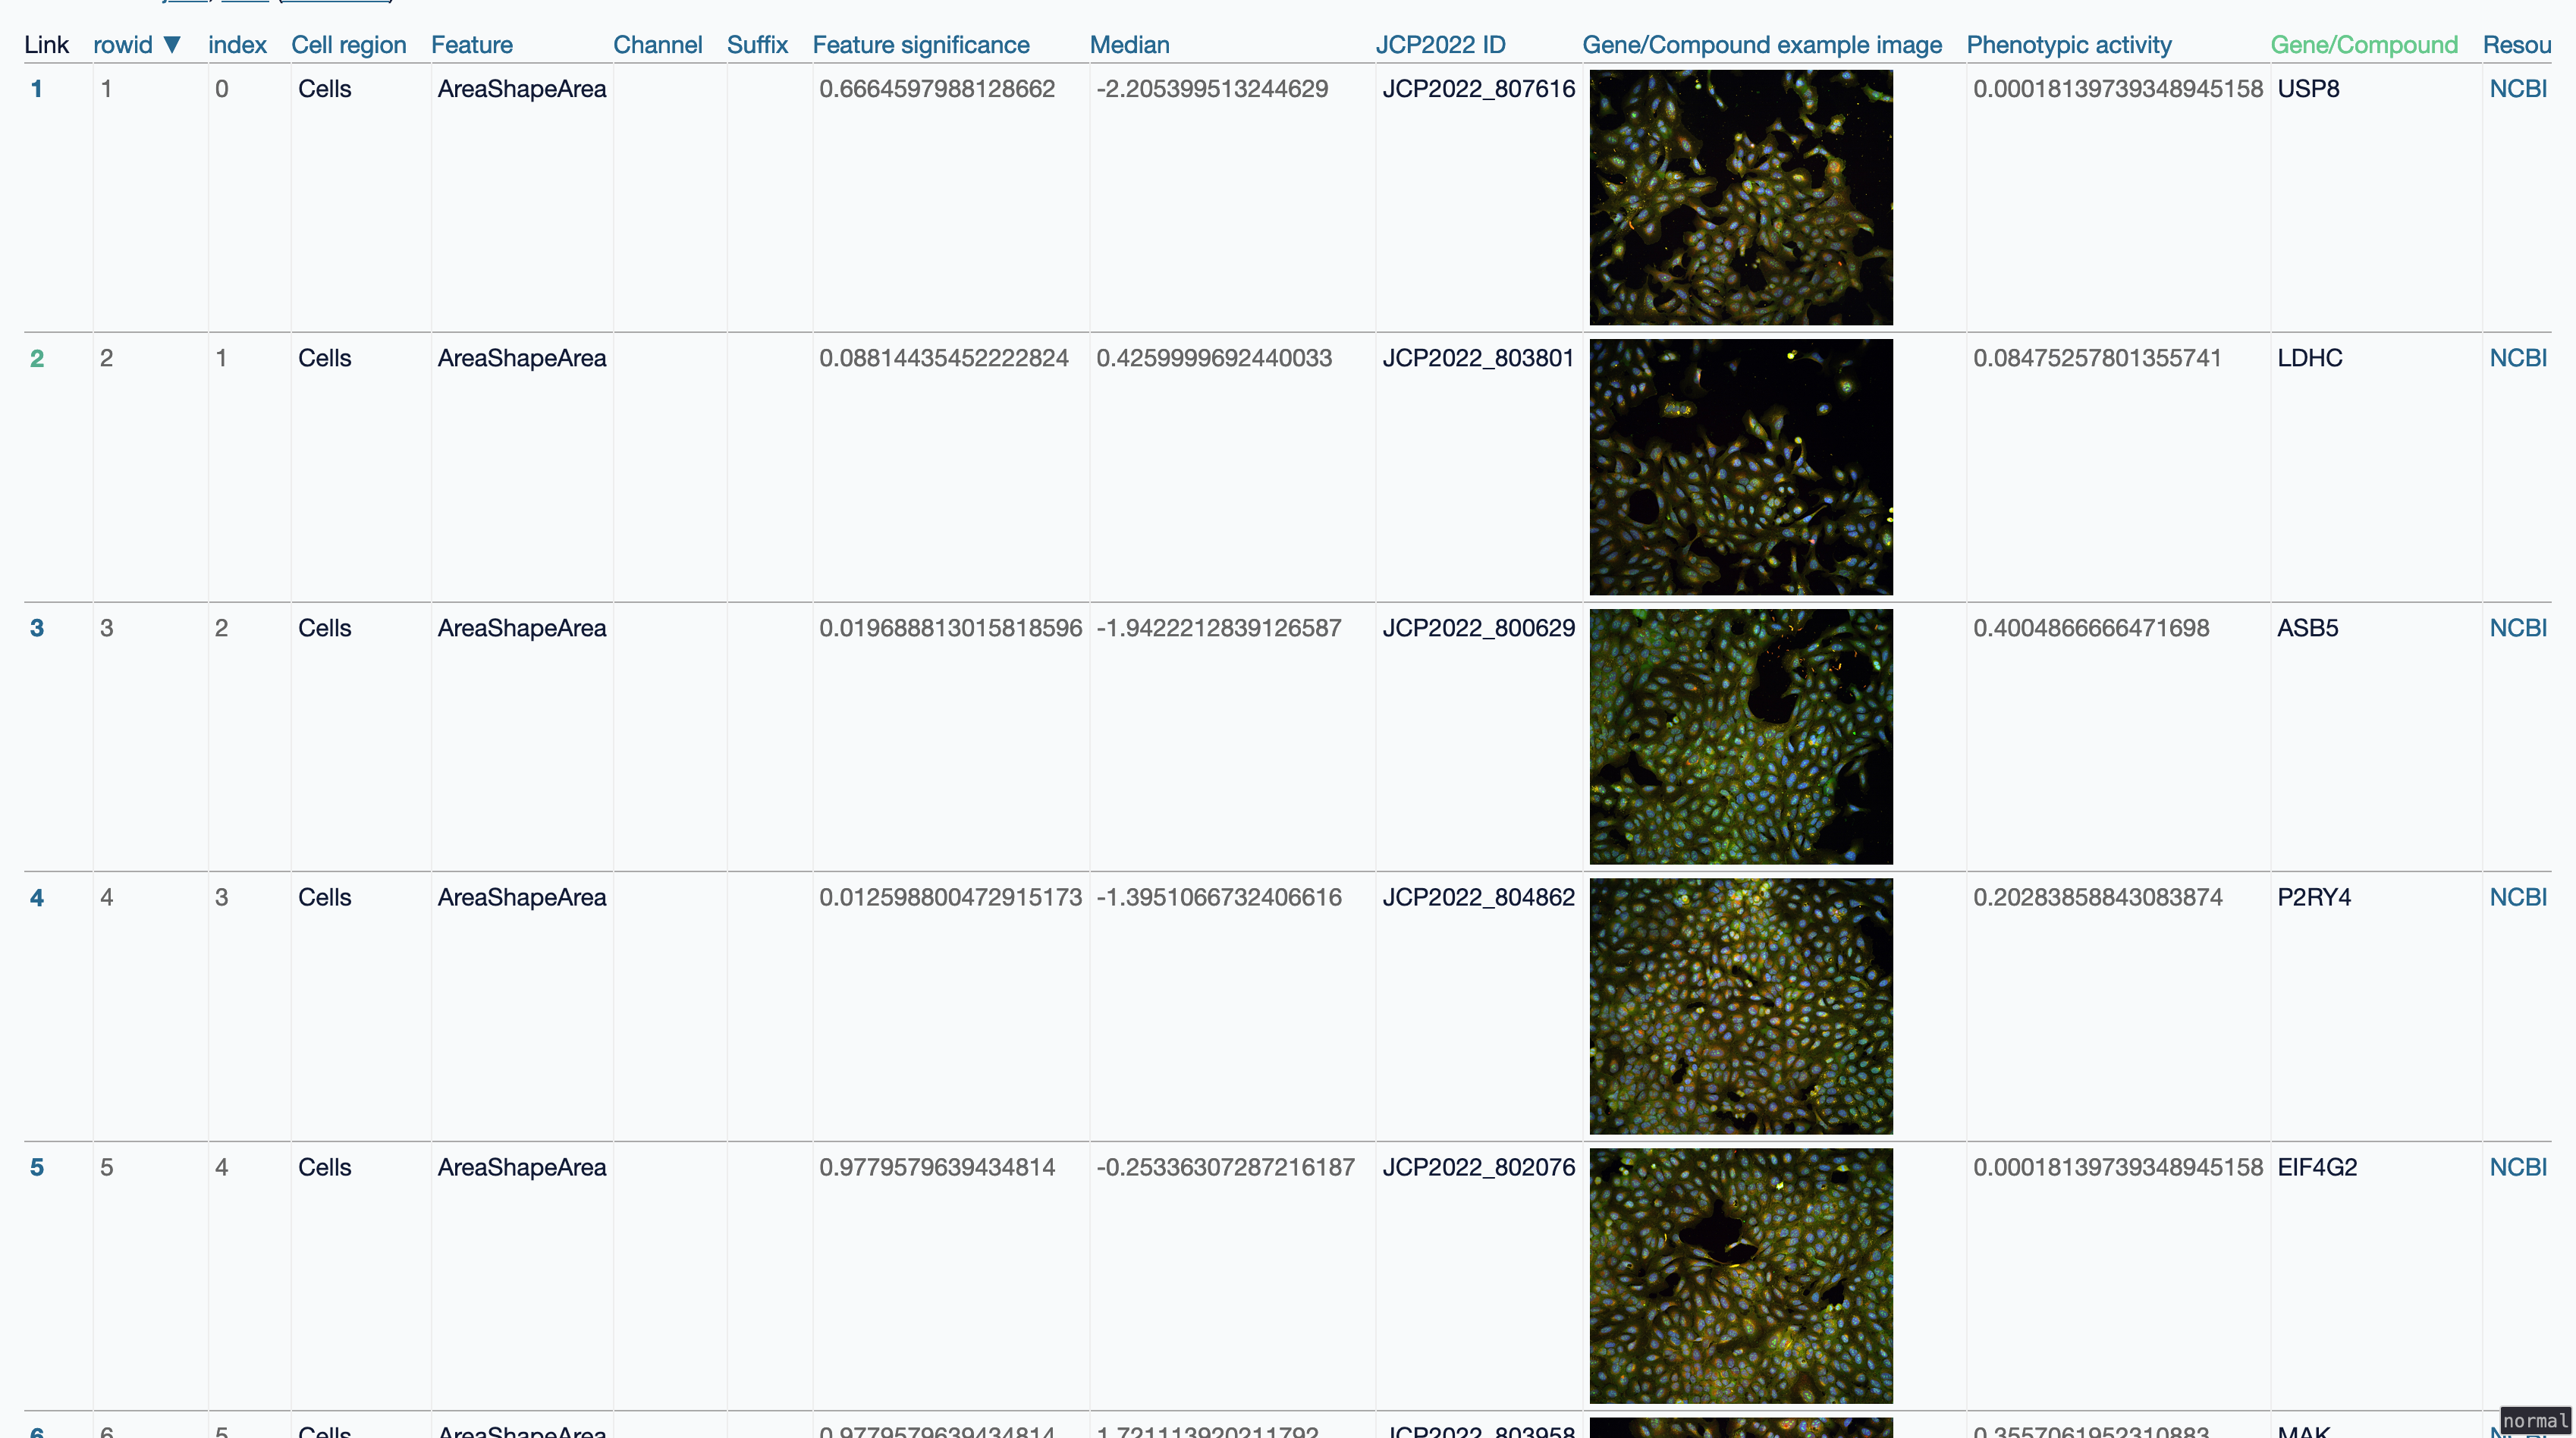 Link rowid ▼ index Cell region Feature Channel Suffix Feature significance Median JCP2022 ID Gene/Compound example image Phenotypic activity Gene/Compound Resou
1 1 0 Cells AreaShapeArea 0.6664597988128662 -2.205399513244629 JCP2022_807616 0.00018139739348945158 USP8 NCBI
2 2 1 Cells AreaShapeArea 0.08814435452222824 0.4259999692440033 JCP2022_803801 0.08475257801355741 LDHC NCBI
3 3 2 Cells AreaShapeArea 0.019688813015818596 -1.9422212839126587 JCP2022_800629 0.4004866666471698 ASB5 NCBI
4 4 3 Cells AreaShapeArea 0.012598800472915173 -1.3951066732406616 JCP2022_804862 0.20283858843083874 P2RY4 NCBI
5 5 4 Cells AreaShapeArea 0.9779579639434814 -0.25336307287216187 JCP2022_802076 0.00018139739348945158 EIF4G2 NCBI
6 6 5 Cells AreaShapeArea 0.9779579639434814 1.721113920211792 JCP2022_803958 0.3557061952310883 MAK NCBI
normal